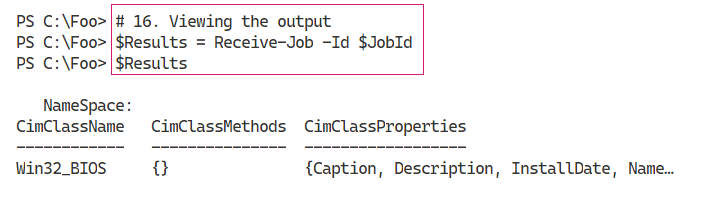 PS C:\Foo> # 16. Viewing the output
PS C:\Foo> $Results = Receive-Job -Id $JobId
PS C:\Foo> $Results
NameSpace:
CimClassName   CimClassMethods   CimClassProperties
------------   ---------------   ------------------
Win32_BIOS     {}                {Caption, Description, InstallDate, Name…